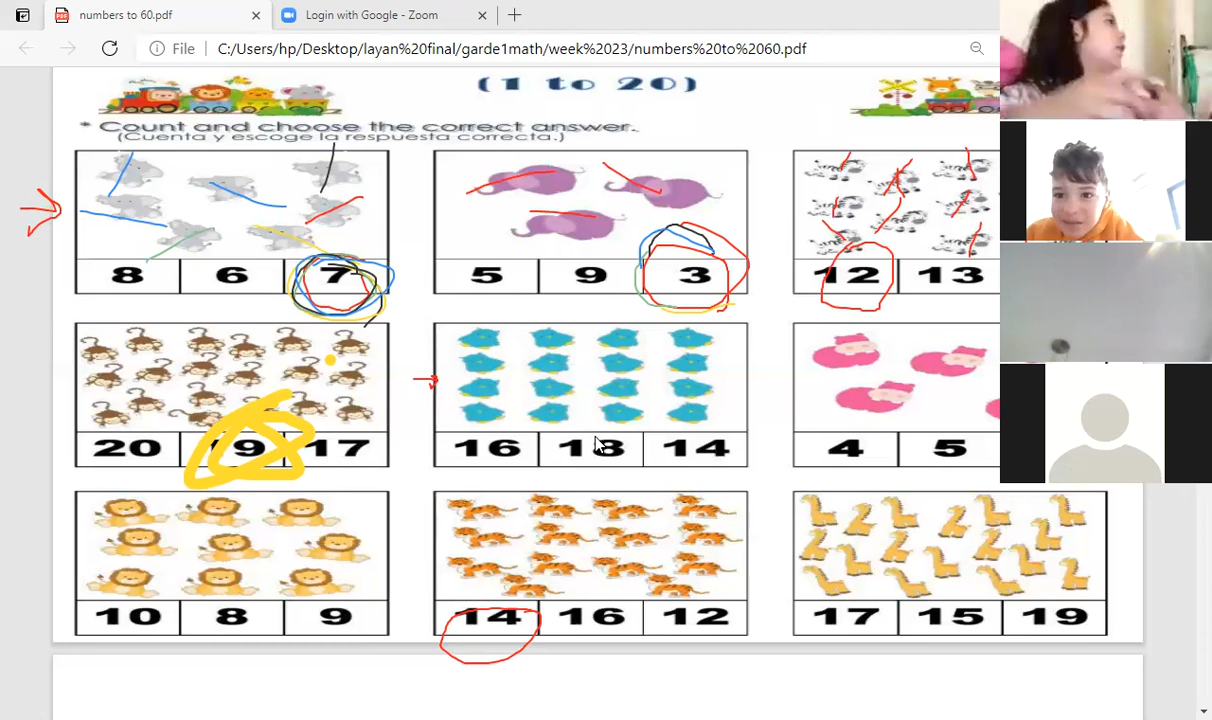 numbers to 60.pdf
Login with Google - Zoom
File
C:/Users/hp/Desktop/layan%20final/garde1math/week%2023/numbers%20to%2060.pdf
PDF
(1 to 20)
* Count and choose the correct answer.
(Cuenta y escoge la respuesta correcta.)
8 6 7
5 9 3
12 13
20 19 17
16 18 14
4 5
10 8 9
14 16 12
17 15 19